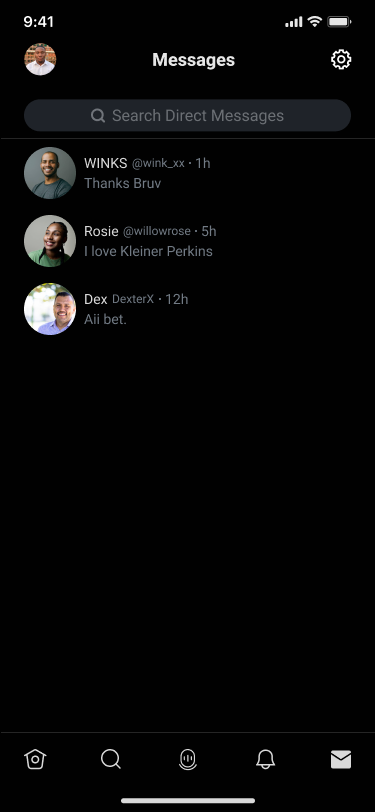 9:41
Messages
Search Direct Messages
WINKS @wink_xx · 1h
Thanks Bruv
Rosie @willowrose · 5h
I love Kleiner Perkins
Dex DexterX · 12h
Aii bet.